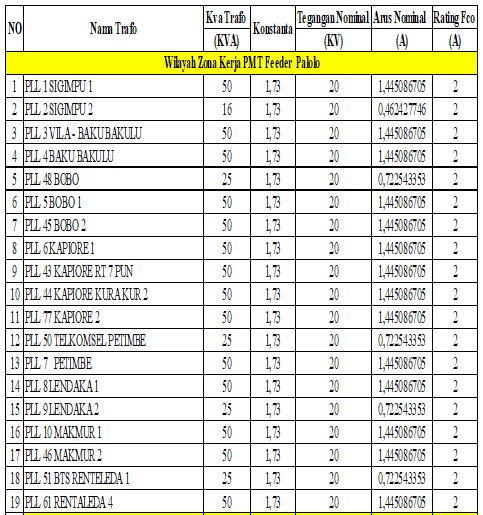 NO Nama Trafo Kva Trafo (KVA) Konstanta Tegangan Nominal (KV) Arus Nominal (A) Rating Fco (A)
Wilayah Zona Kerja PMT Feeder Palolo
1 PLL 1 SIGIMPU 1 50 1,73 20 1,445086705 2
2 PLL 2 SIGIMPU 2 16 1,73 20 0,462427746 2
3 PLL 3 VILA - BAKU BAKULU 50 1,73 20 1,445086705 2
4 PLL 4 BAKU BAKULU 50 1,73 20 1,445086705 2
5 PLL 48 BOBO 25 1,73 20 0,722543353 2
6 PLL 5 BOBO 1 50 1,73 20 1,445086705 2
7 PLL 45 BOBO 2 50 1,73 20 1,445086705 2
8 PLL 6 KAPIORE 1 50 1,73 20 1,445086705 2
9 PLL 43 KAPIORE RT 7 PUN 50 1,73 20 1,445086705 2
10 PLL 44 KAPIORE KURA KUR 2 50 1,73 20 1,445086705 2
11 PLL 77 KAPIORE 2 50 1,73 20 1,445086705 2
12 PLL 50 TELKOMSEL PETIMBE 25 1,73 20 0,722543353 2
13 PLL 7 PETIMBE 50 1,73 20 1,445086705 2
14 PLL 8 LENDAKA 1 50 1,73 20 1,445086705 2
15 PLL 9 LENDAKA 2 25 1,73 20 0,722543353 2
16 PLL 10 MAKMUR 1 50 1,73 20 1,445086705 2
17 PLL 46 MAKMUR 2 50 1,73 20 1,445086705 2
18 PLL 51 BTS RENTELEDA 1 25 1,73 20 0,722543353 2
19 PLL 61 RENTALEDA 4 50 1,73 20 1,445086705 2